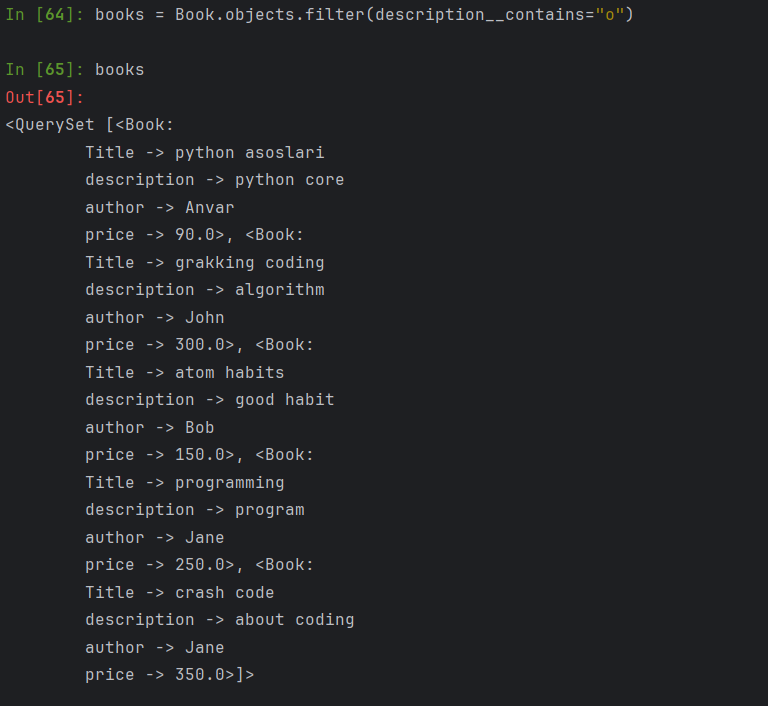 In [64]: books = Book.objects.filter(description__contains="o")
In [65]: books
Out[65]:
<QuerySet [<Book:
        Title -> python asoslari
        description -> python core
        author -> Anvar
        price -> 90.0>, <Book:
        Title -> grakking coding
        description -> algorithm
        author -> John
        price -> 300.0>, <Book:
        Title -> atom habits
        description -> good habit
        author -> Bob
        price -> 150.0>, <Book:
        Title -> programming
        description -> program
        author -> Jane
        price -> 250.0>, <Book:
        Title -> crash code
        description -> about coding
        author -> Jane
        price -> 350.0>]>